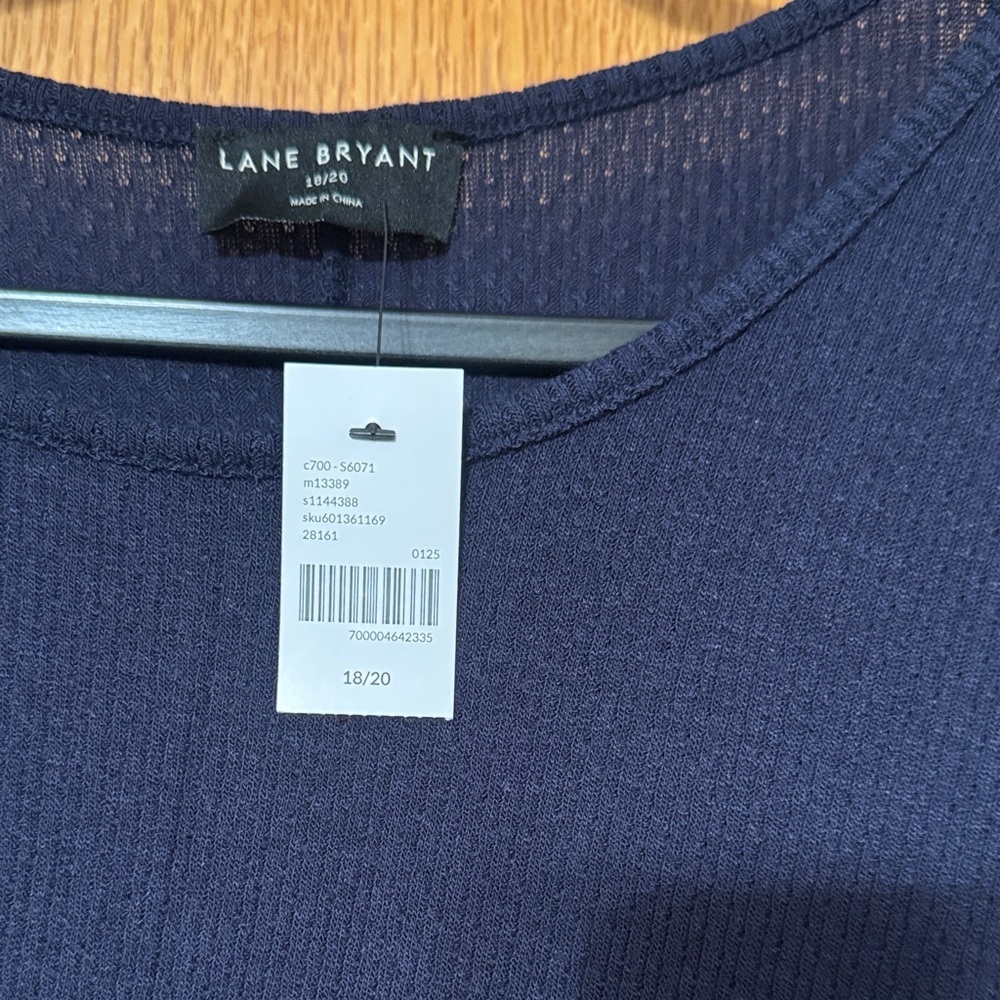 LANE BRYANT
18/20
MADE IN CHINA
c700 - S6071
m13389
s1144388
sku601361169
28161
0125
700004642335
18/20